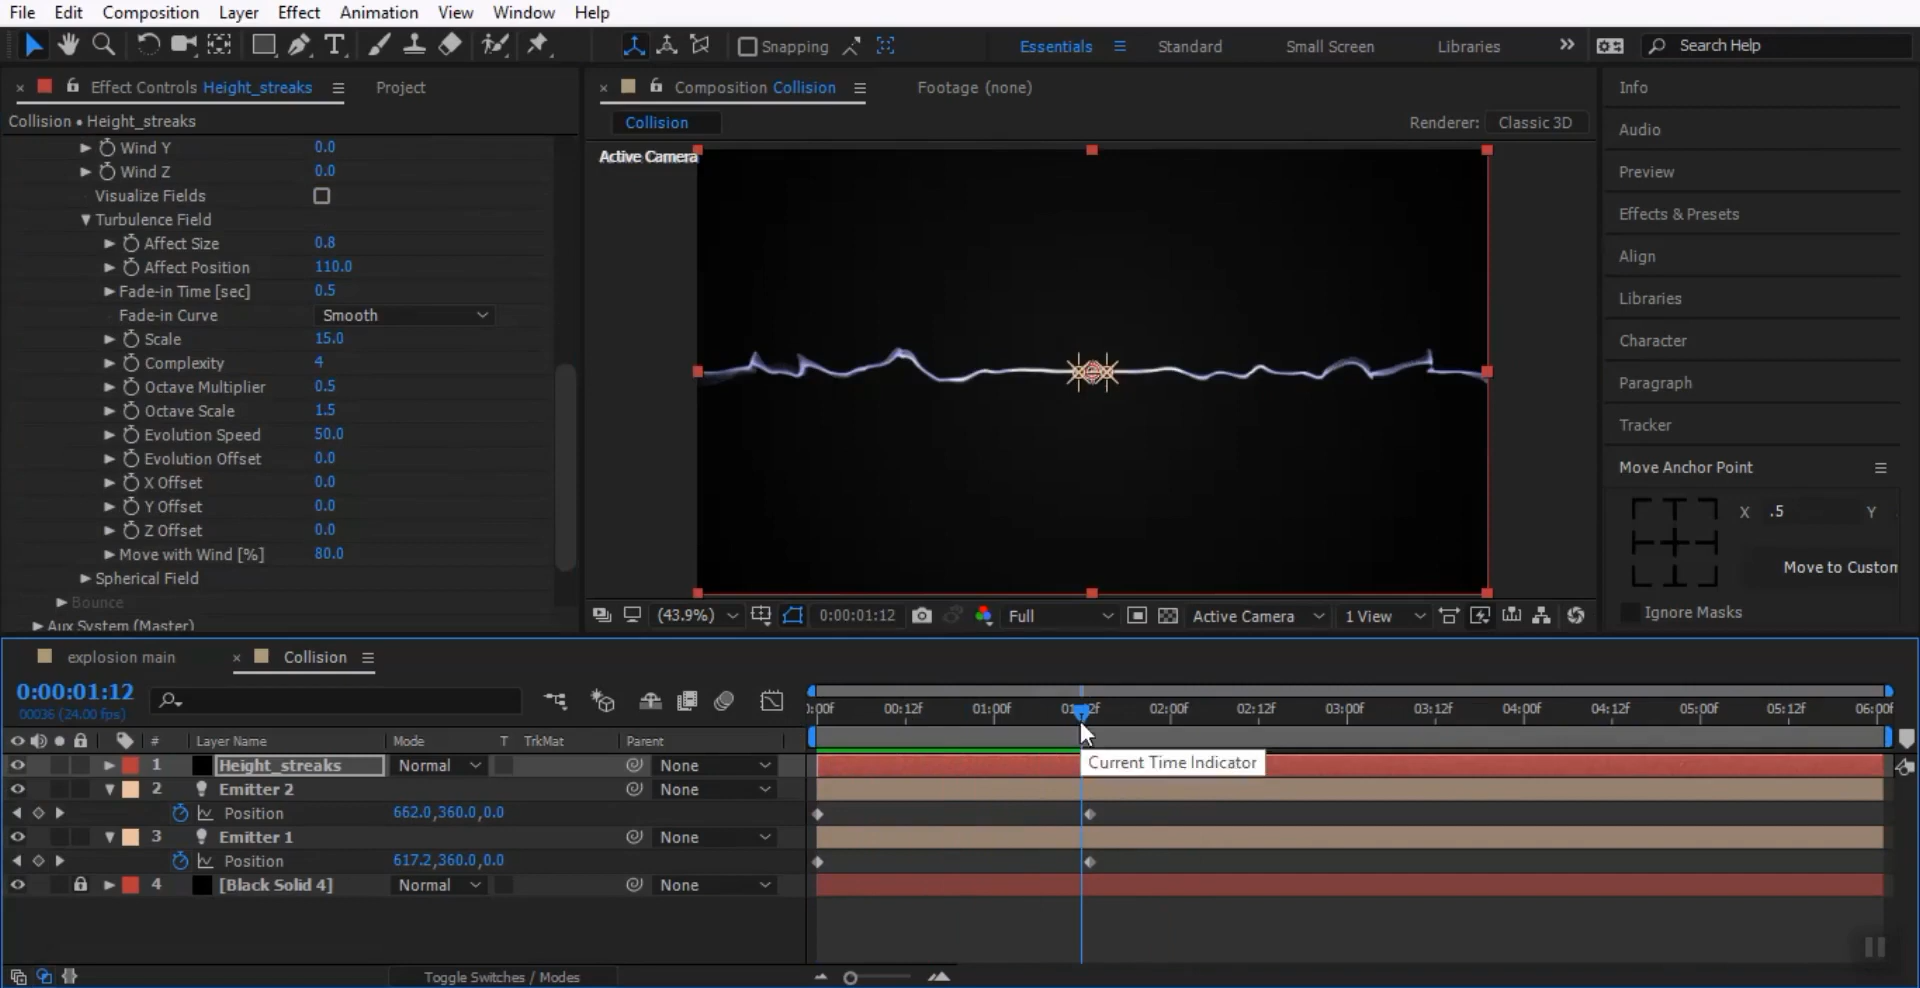 File Edit Composition Layer Effect Animation View Window Help
Snapping Essentials Standard Small Screen Libraries Search Help
Effect Controls Height_streaks Project
Collision • Height_streaks
Wind Y 0.0
Wind Z 0.0
Visualize Fields
Turbulence Field
Affect Size 0.8
Affect Position 110.0
Fade-in Time [sec] 0.5
Fade-in Curve Smooth
Scale 15.0
Complexity 4
Octave Multiplier 0.5
Octave Scale 1.5
Evolution Speed 50.0
Evolution Offset 0.0
X Offset 0.0
Y Offset 0.0
Z Offset 0.0
Move with Wind [%] 80.0
Spherical Field
Bounce
Aux System (Master)
Composition Collision Footage (none)
Collision Renderer: Classic 3D
Active Camera
(43.9%) 0:00:01:12 Full Active Camera 1 View
Info
Audio
Preview
Effects & Presets
Align
Libraries
Character
Paragraph
Tracker
Move Anchor Point
X .5 Y
Move to Custom
Ignore Masks
explosion main Collision
0:00:01:12
00036 (24.00 fps)
:00f 00:12f 01:00f 01:12f 02:00f 02:12f 03:00f 03:12f 04:00f 04:12f 05:00f 05:12f 06:00f
# Layer Name Mode T TrkMat Parent
1 Height_streaks Normal None
Current Time Indicator
2 Emitter 2 None
Position 662.0,360.0,0.0
3 Emitter 1 None
Position 617.2,360.0,0.0
4 [Black Solid 4] Normal None
Toggle Switches / Modes